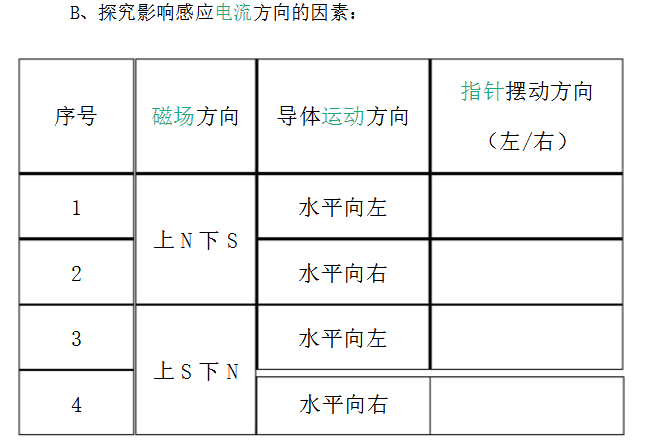 B、探究影响感应电流方向的因素：
序号 磁场方向 导体运动方向 指针摆动方向
（左/右）
1 上N下S 水平向左
2 水平向右
3 上S下N 水平向左
4 水平向右